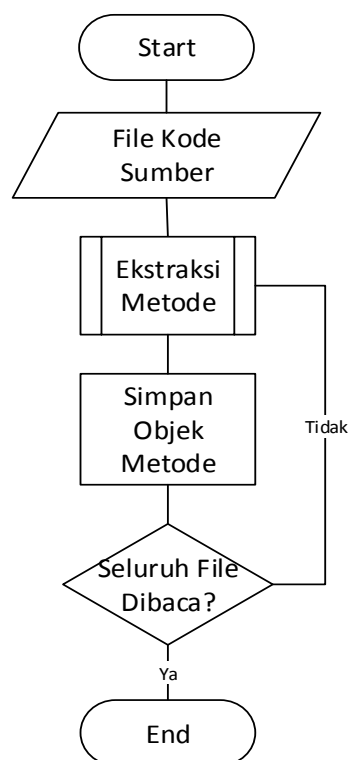 Start
File Kode
Sumber
Ekstraksi
Metode
Simpan
Objek
Metode
Tidak
Seluruh File
Dibaca?
Ya
End